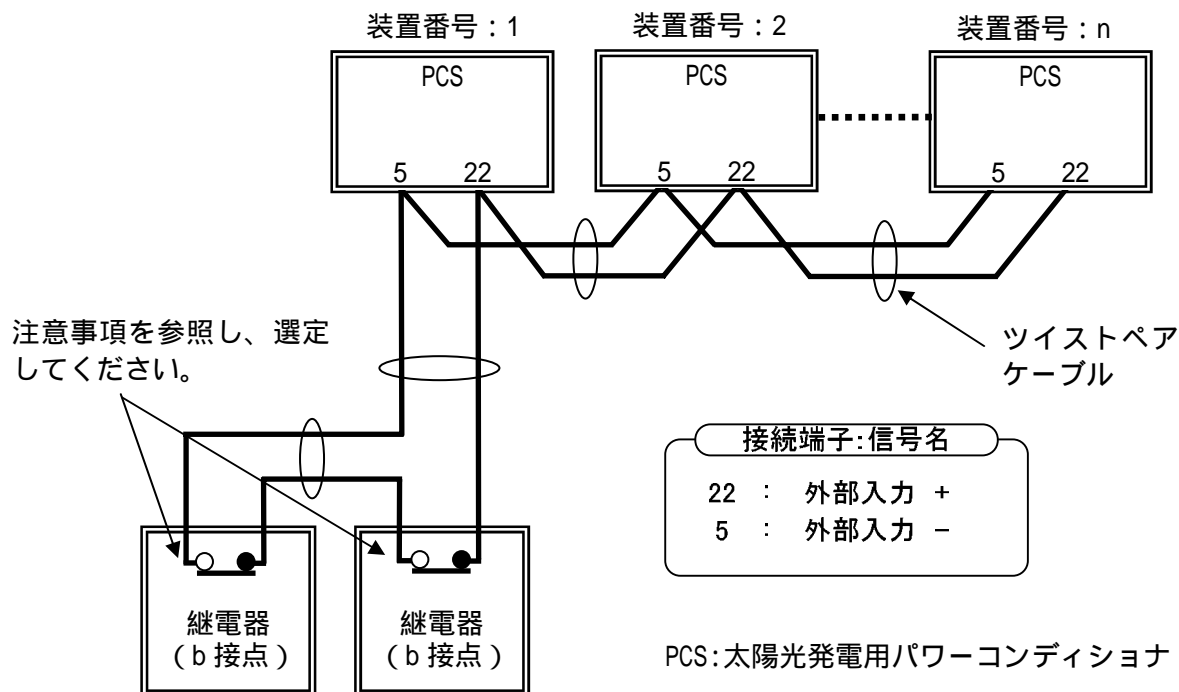 装置番号：1
装置番号：2
装置番号：n
PCS
PCS
PCS
5 22
5 22
5 22
注意事項を参照し、選定
してください。
ツイストペア
ケーブル
接続端子:信号名
22 : 外部入力 +
5 : 外部入力 −
継電器
（b 接点）
継電器
（b 接点）
PCS:太陽光発電用パワーコンディショナ